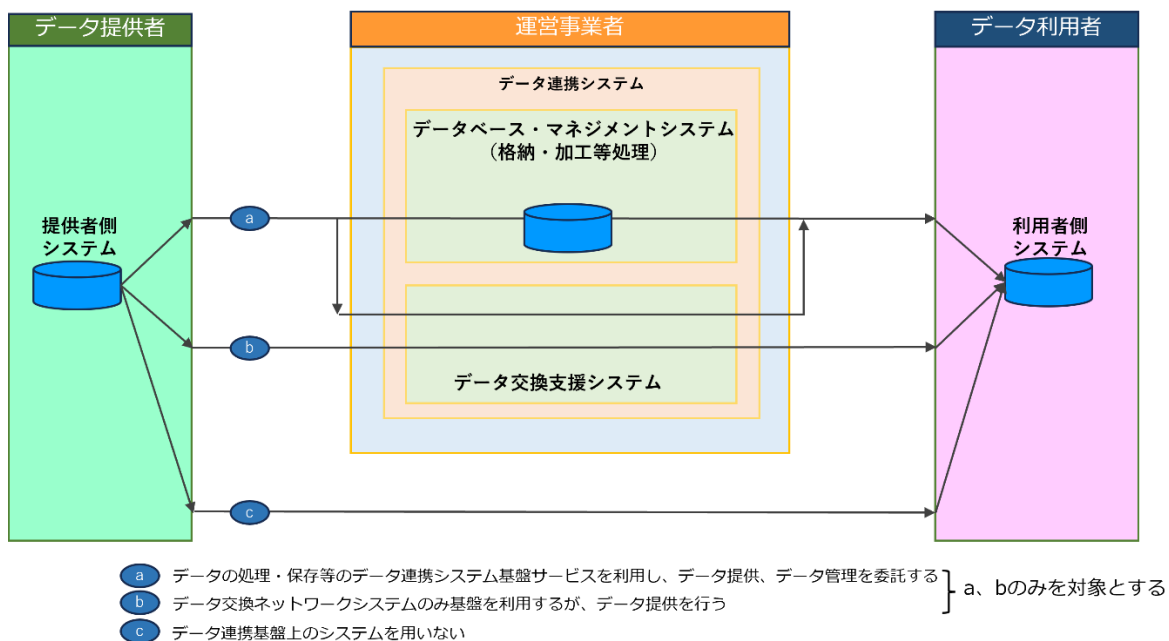 データ提供者
運営事業者
データ利用者
データ連携システム
データベース・マネジメントシステム
（格納・加工等処理）
提供者側
システム
a
利用者側
システム
b
データ交換支援システム
c
a データの処理・保存等のデータ連携システム基盤サービスを利用し、データ提供、データ管理を委託する
b データ交換ネットワークシステムのみ基盤を利用するが、データ提供を行う
a、bのみを対象とする
c データ連携基盤上のシステムを用いない